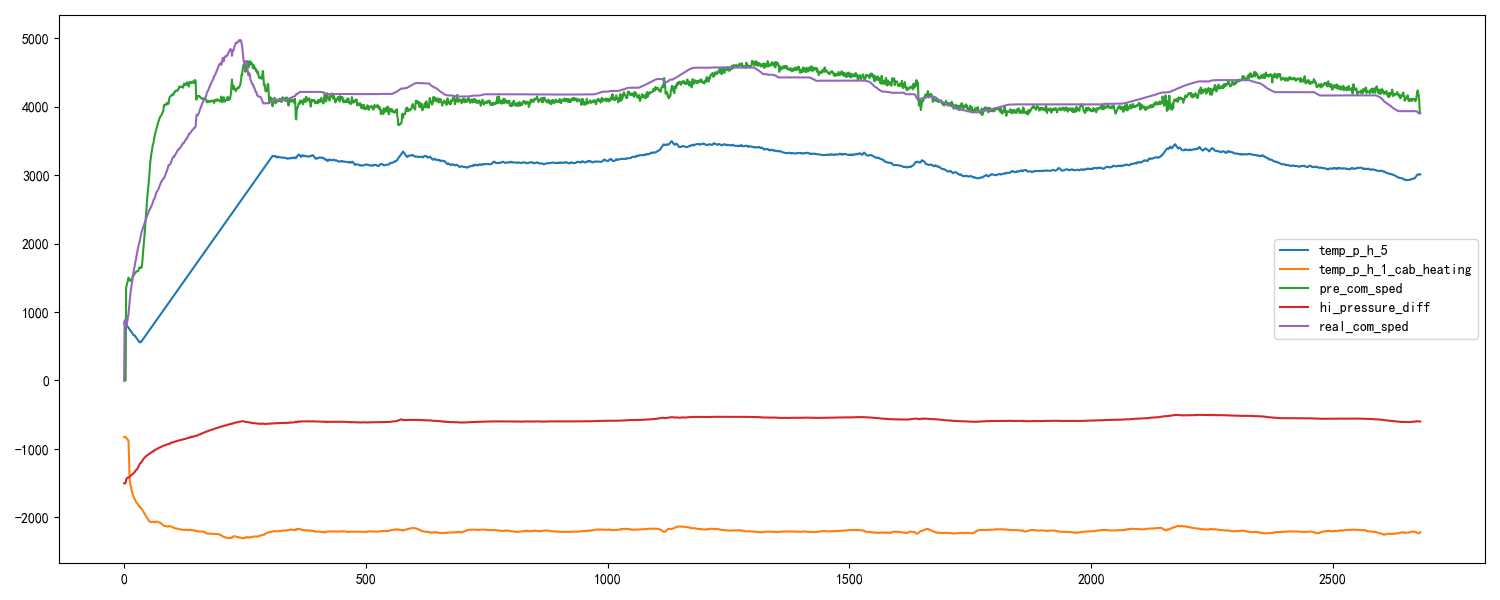 5000
4000
3000
2000
1000
0
−1000
−2000
0
500
1000
1500
2000
2500
temp_p_h_5
temp_p_h_1_cab_heating
pre_com_sped
hi_pressure_diff
real_com_sped